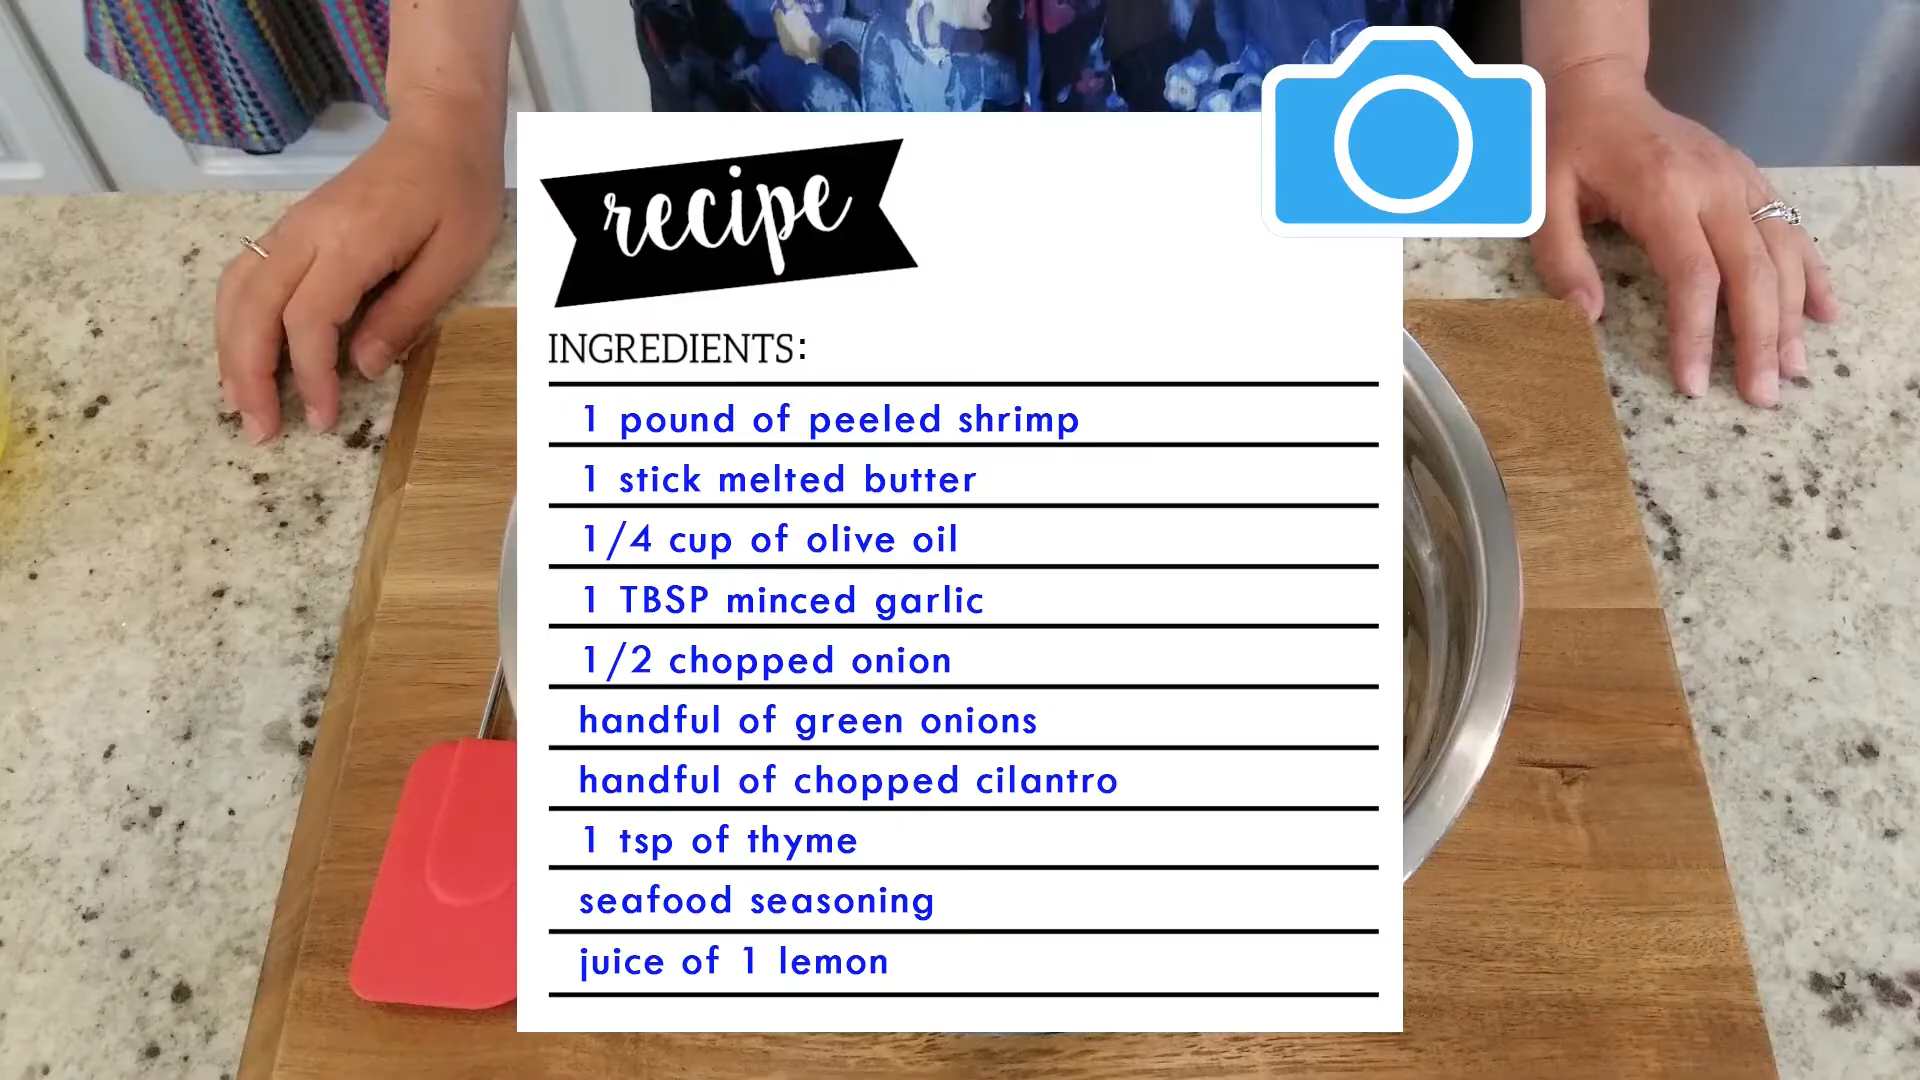 recipe
INGREDIENTS:
1 pound of peeled shrimp
1 stick melted butter
1/4 cup of olive oil
1 TBSP minced garlic
1/2 chopped onion
handful of green onions
handful of chopped cilantro
1 tsp of thyme
seafood seasoning
juice of 1 lemon